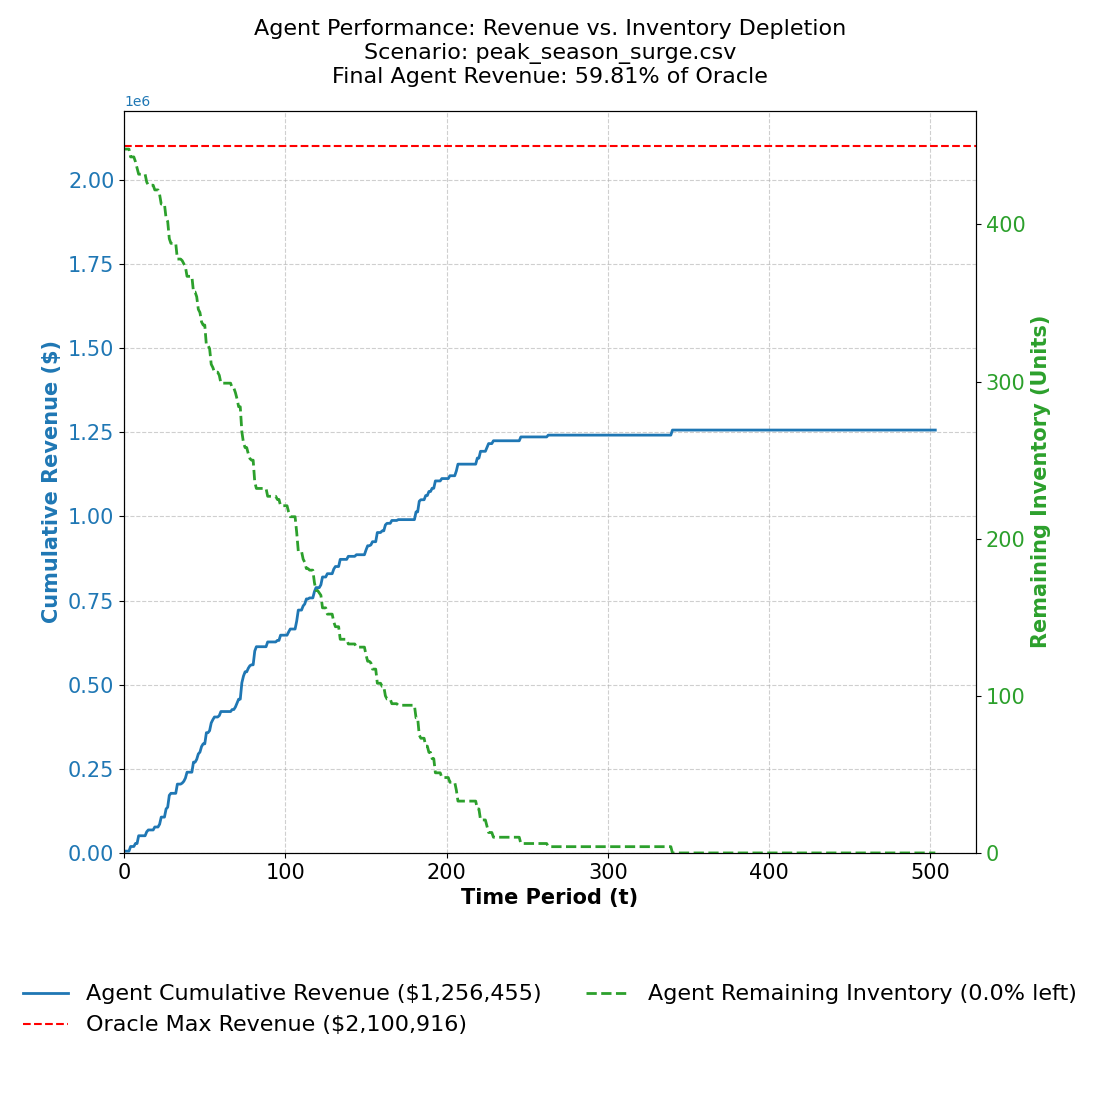 Agent Performance: Revenue vs. Inventory Depletion
Scenario: peak_season_surge.csv
Final Agent Revenue: 59.81% of Oracle
1e6
2.00
1.75
1.50
1.25
1.00
0.75
0.50
0.25
0.00
Cumulative Revenue ($)
400
300
200
100
0
Remaining Inventory (Units)
0 100 200 300 400 500
Time Period (t)
Agent Cumulative Revenue ($1,256,455)
Oracle Max Revenue ($2,100,916)
Agent Remaining Inventory (0.0% left)